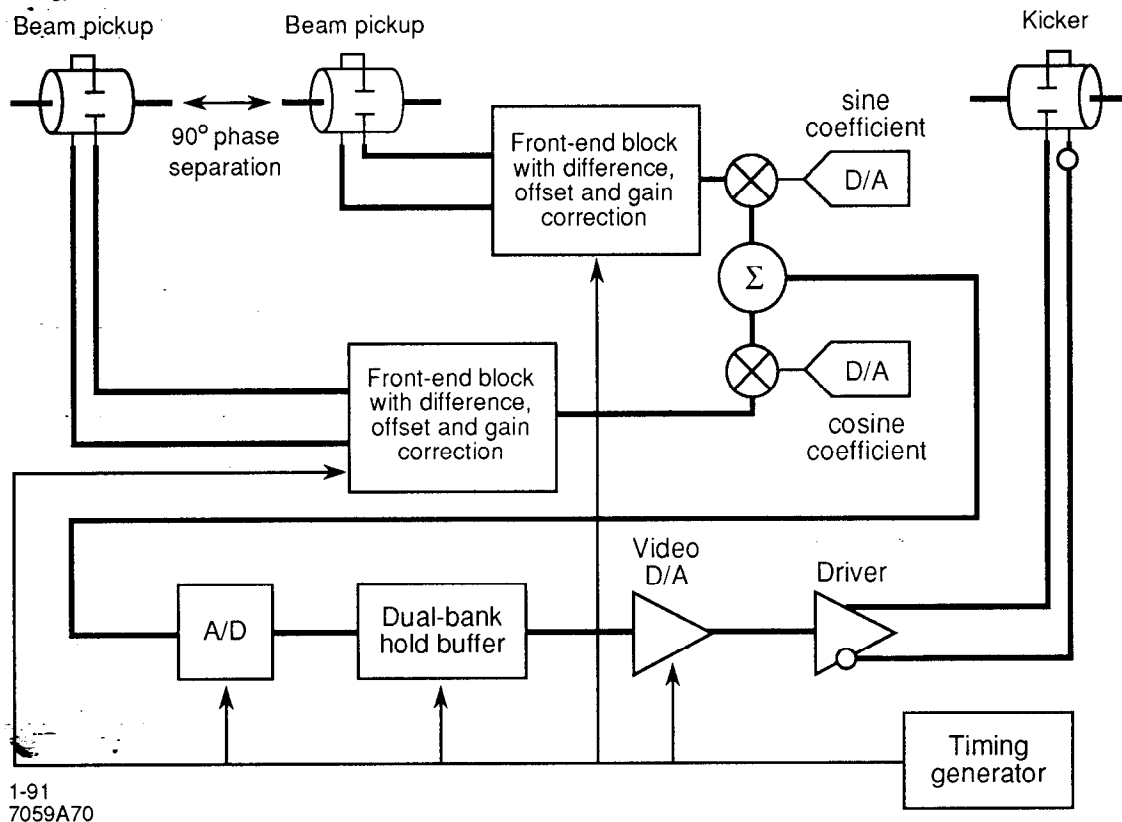 Beam pickup
Beam pickup
Kicker
90° phase
separation
Front-end block
with difference,
offset and gain
correction
sine
coefficient
D/A
Σ
D/A
cosine
coefficient
Front-end block
with difference,
offset and gain
correction
Video
D/A
Driver
A/D
Dual-bank
hold buffer
Timing
generator
1-91
7059A70